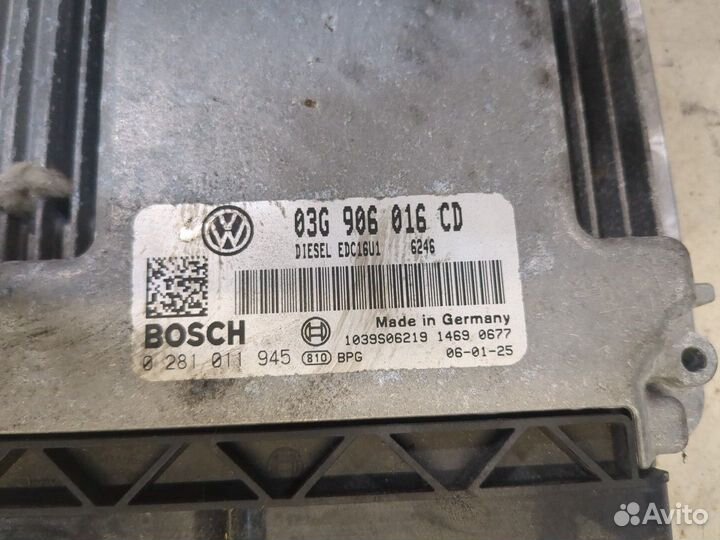 03G 906 016 CD
DIESEL EDC16U1 6246
BOSCH
Made in Germany
1039S06219 1469 0677
0 281 011 945 810 BPG 06-01-25
Avito